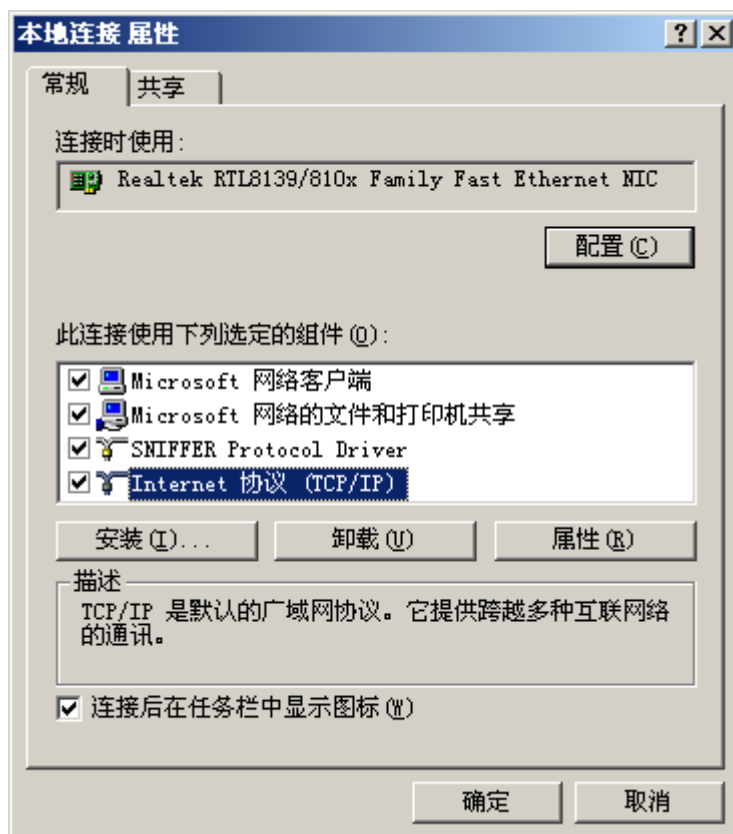 本地连接 属性
常规
共享
连接时使用:
Realtek RTL8139/810x Family Fast Ethernet NIC
配置(C)
此连接使用下列选定的组件(O):
Microsoft 网络客户端
Microsoft 网络的文件和打印机共享
SNIFFER Protocol Driver
Internet 协议 (TCP/IP)
安装(I)...
卸载(U)
属性(R)
描述
TCP/IP 是默认的广域网协议。它提供跨越多种互联网络
的通讯。
连接后在任务栏中显示图标(W)
确定
取消